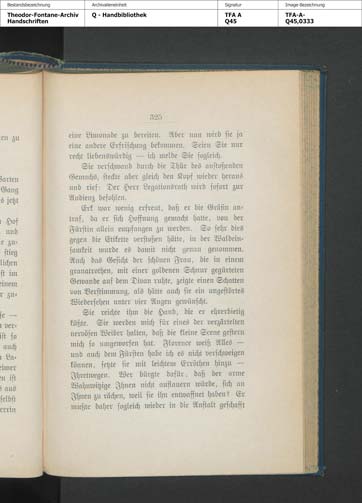 Bestandsbezeichnung
Archivalieneinheit
Signatur
Image-Bezeichnung
Theodor-Fontane-Archiv
Handschriften
Q - Handbibliothek
TFA A
Q45
TFA-A-
Q45,0333
325
eine Limonade zu bereiten. Aber nun wird sie ja
eine andere Erfrischung bekommen. Seien Sie nur
recht liebenswürdig — ich melde Sie sogleich.
Sie verschwand durch die Thür des anstoßenden
Gemachs, steckte aber gleich den Kopf wieder heraus
und rief: Der Herr Legationsrath wird sofort zur
Audienz befohlen.
Erk war wenig erfreut, daß er die Gräfin an-
traf, da er sich Hoffnung gemacht hatte, von der
Fürstin allein empfangen zu werden. So sehr dies
gegen die Etikette verstoßen hätte, in der Waldein-
samkeit wurde es damit nicht genau genommen.
Auch das Gesicht der schönen Frau, die in einem
granatrothen, mit einer goldenen Schnur gegürteten
Gewande auf dem Divan ruhte, zeigte einen Schatten
von Verstimmung, als hätte auch sie ein ungestörtes
Wiedersehen unter vier Augen gewünscht.
Sie reichte ihm die Hand, die er ehrerbietig
küßte. Sie werden mich für eines der verzärtelten
nervösen Weiber halten, daß die kleine Scene gestern
mich so umgeworfen hat. Florence weiß Alles —
und auch dem Fürsten habe ich es nicht verschweigen
können, setzte sie mit leichtem Erröthen hinzu —
Ihretwegen. Wer bürgte dafür, daß der arme
Wahnwitzige Ihnen nicht auflauern würde, sich an
Ihnen zu rächen, weil sie ihn entwaffnet haben? Er
mußte daher sogleich wieder in die Anstalt geschafft